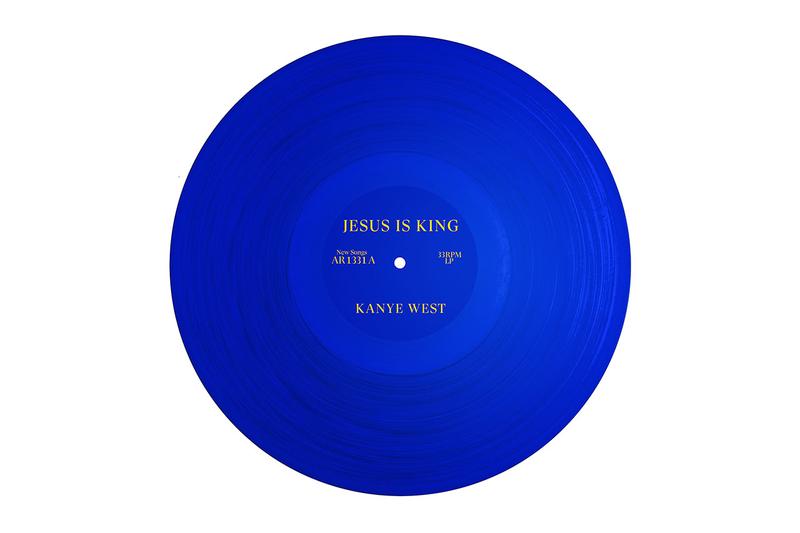 JESUS IS KING
New Songs
AR 1331 A
33RPM
LP
KANYE WEST